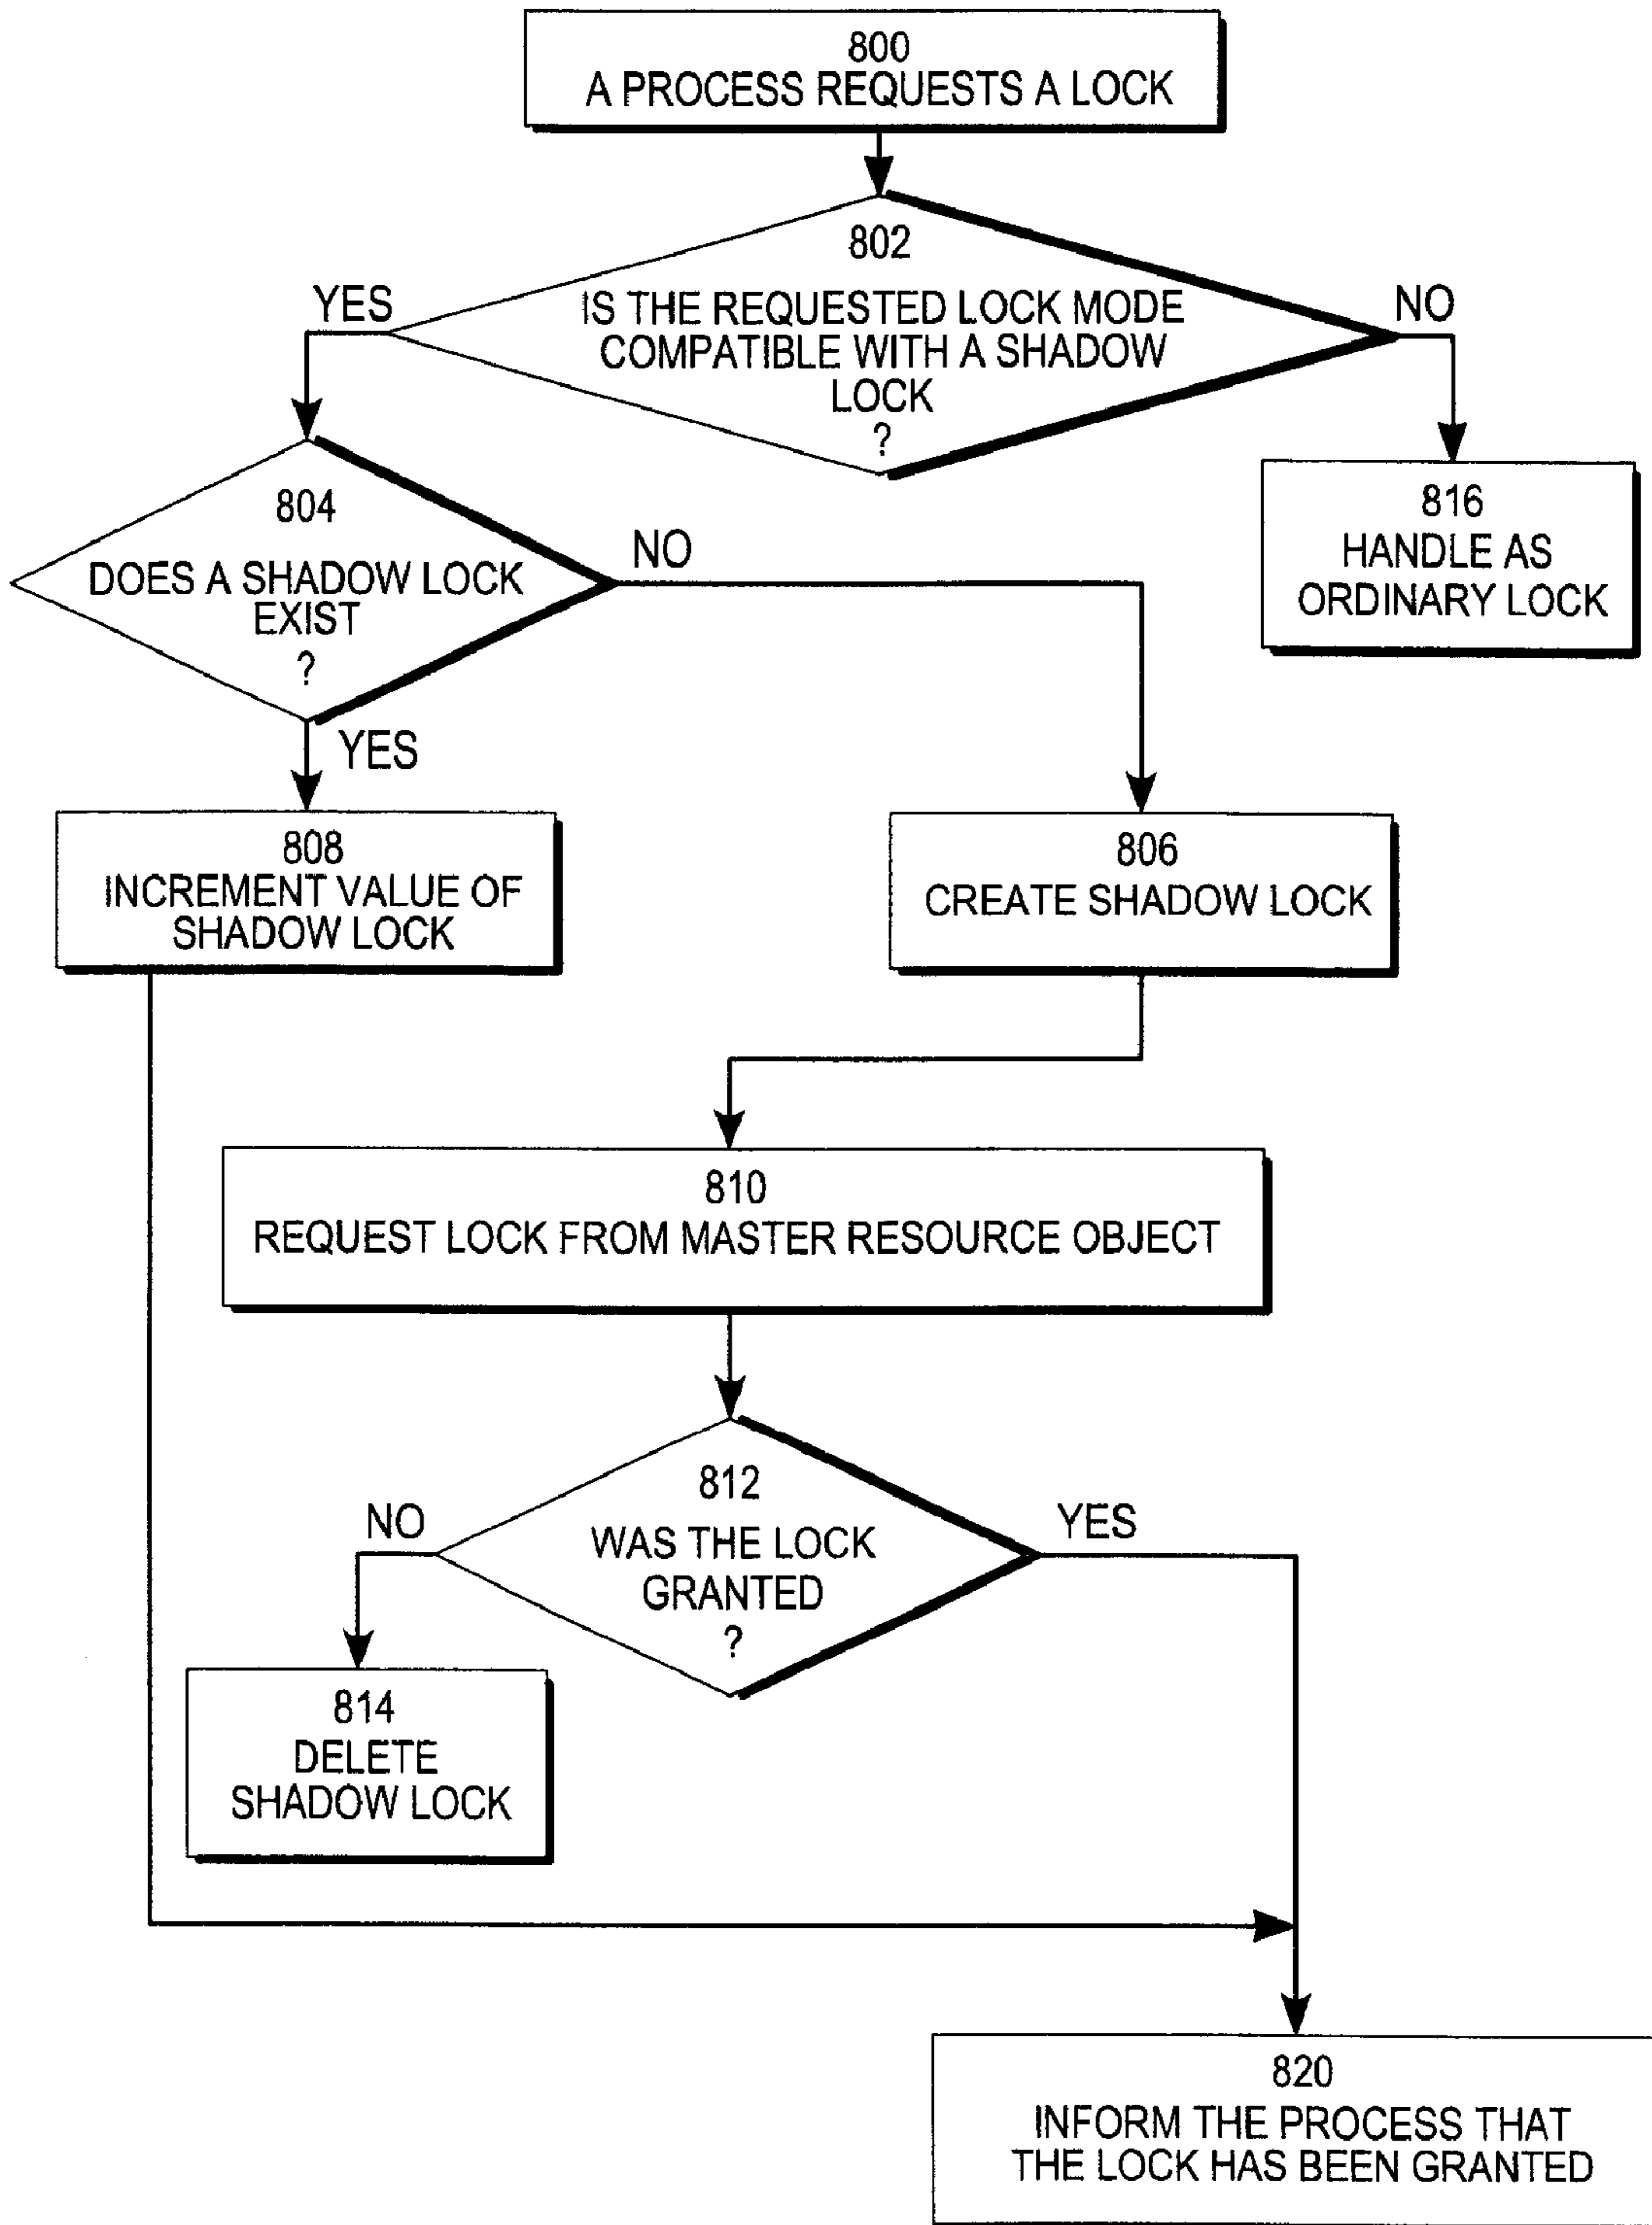 800
A PROCESS REQUESTS A LOCK
802
IS THE REQUESTED LOCK MODE
COMPATIBLE WITH A SHADOW
LOCK
?
YES
NO
804
DOES A SHADOW LOCK
EXIST
?
NO
816
HANDLE AS
ORDINARY LOCK
YES
808
INCREMENT VALUE OF
SHADOW LOCK
806
CREATE SHADOW LOCK
810
REQUEST LOCK FROM MASTER RESOURCE OBJECT
812
WAS THE LOCK
GRANTED
?
NO
YES
814
DELETE
SHADOW LOCK
820
INFORM THE PROCESS THAT
THE LOCK HAS BEEN GRANTED